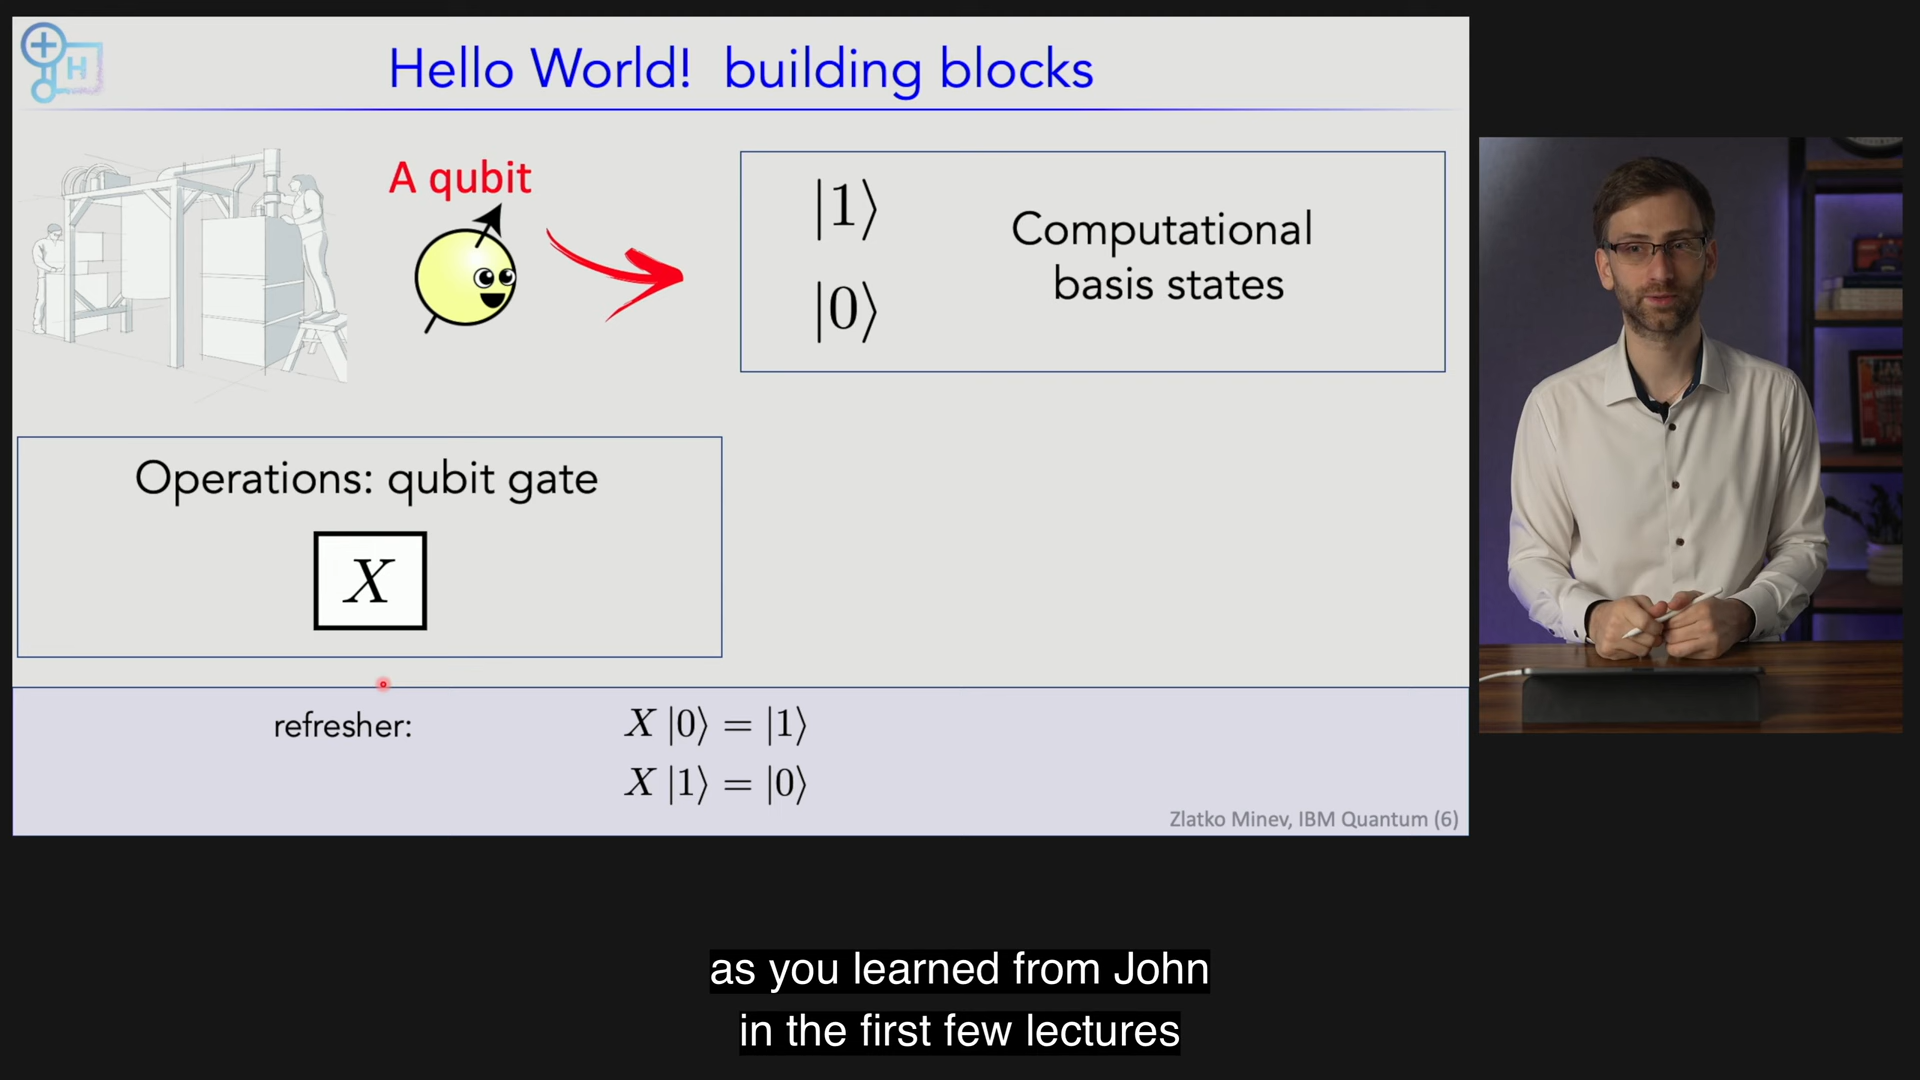 H
Hello World! building blocks
A qubit
|1⟩
|0⟩
Computational
basis states
Operations: qubit gate
X
refresher:
X |0⟩ = |1⟩
X |1⟩ = |0⟩
Zlatko Minev, IBM Quantum (6)
as you learned from John
in the first few lectures